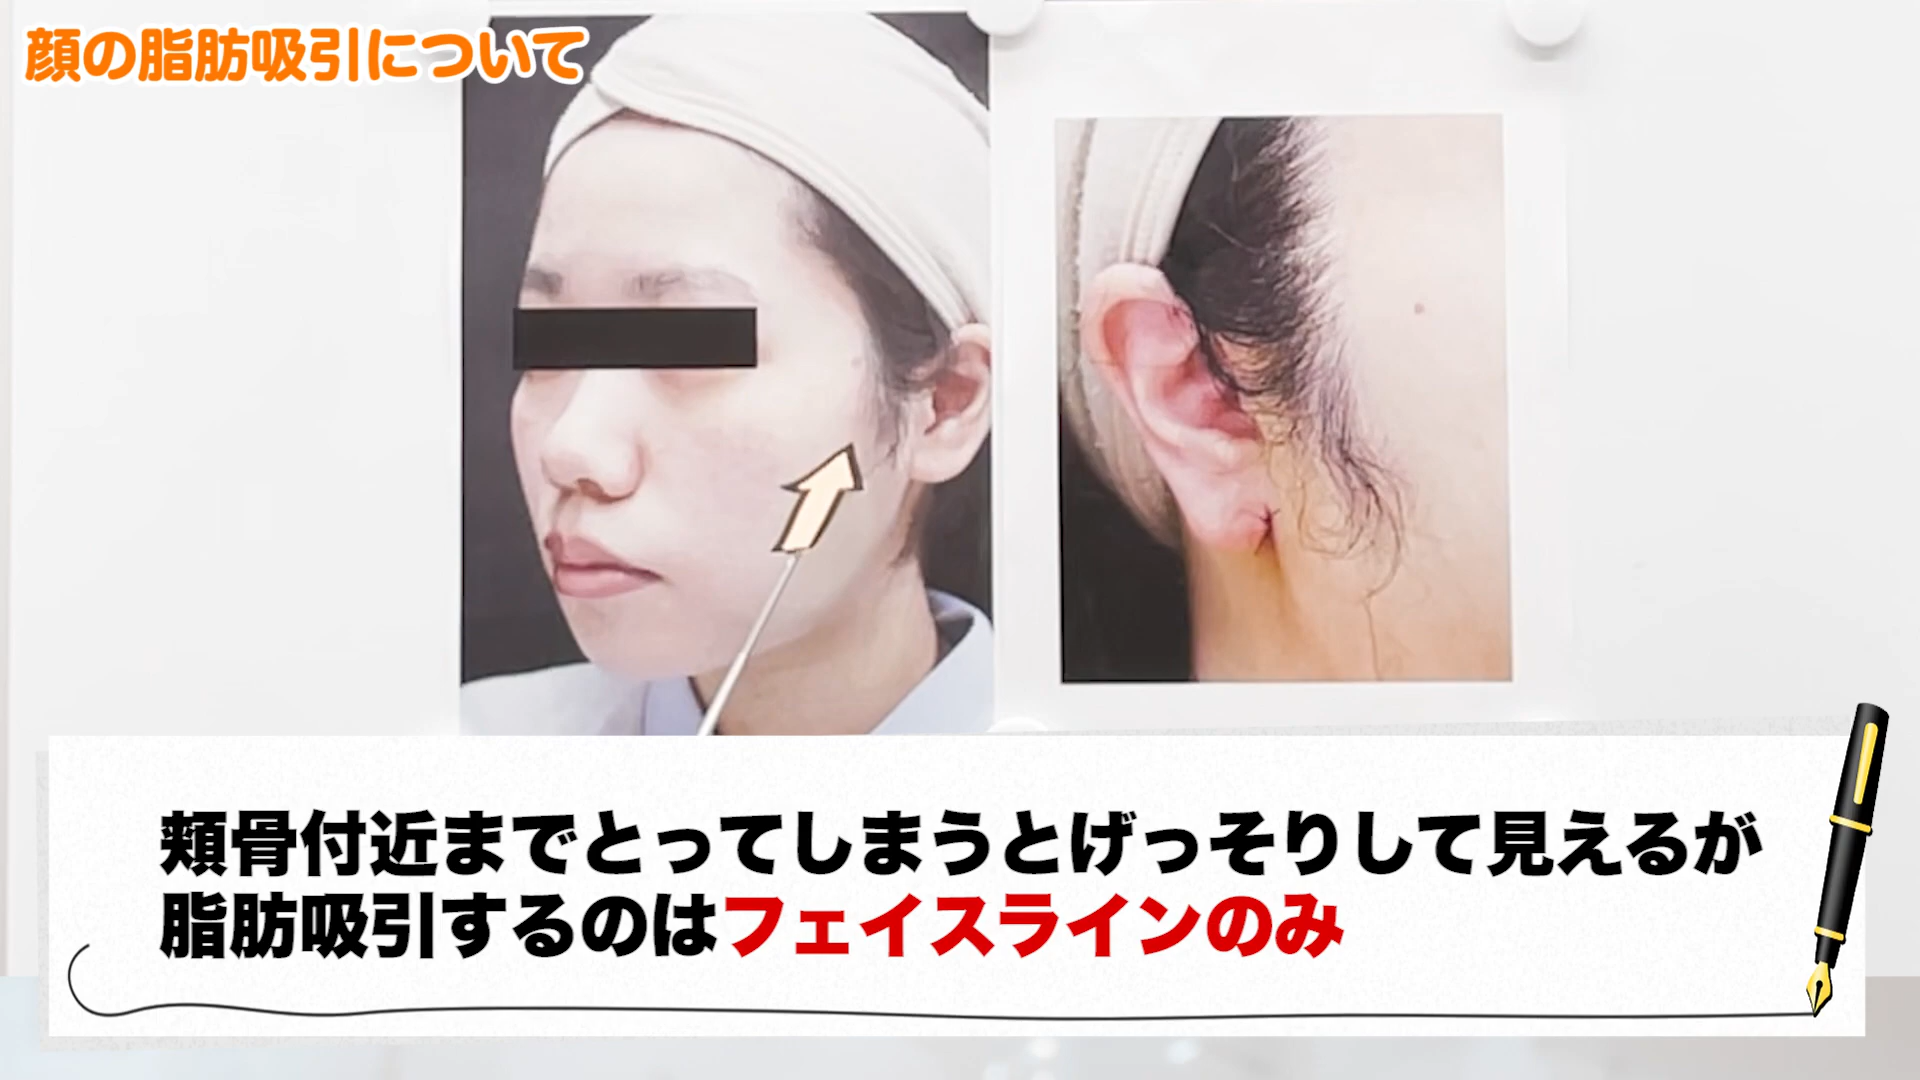 顔の脂肪吸引について
頬骨付近までとってしまうとげっそりして見えるが
脂肪吸引するのはフェイスラインのみ